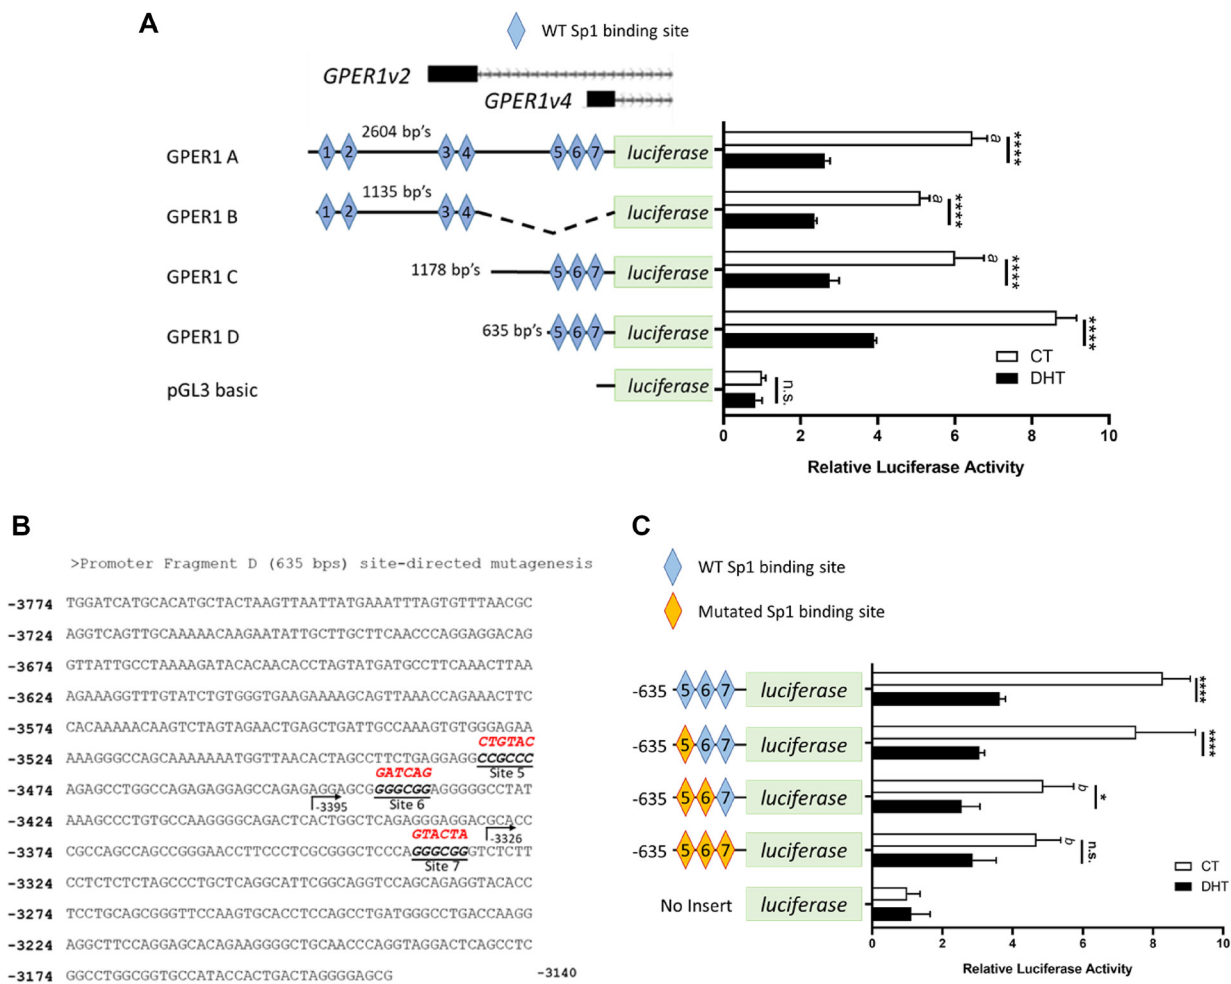 A
WT Sp1 binding site
GPER1v2
GPER1v4
2604 bp's
GPER1 A
1 2 3 4 5 6 7
luciferase
a
****
1135 bp's
GPER1 B
1 2 3 4
luciferase
a
****
1178 bp's
GPER1 C
5 6 7
luciferase
a
****
635 bp's
GPER1 D
5 6 7
luciferase
****
CT
DHT
pGL3 basic
luciferase
n.s.
0 2 4 6 8 10
Relative Luciferase Activity
B
>Promoter Fragment D (635 bps) site-directed mutagenesis
-3774 TGGATCATGCACATGCTACTAAGTTAATTATGAAATTTAGTGTTTAACGC
-3724 AGGTCAGTTGCAAAAACAAGAATATTGCTTGCTTCAACCCAGGAGGACAG
-3674 GTTATTGCCTAAAAGATACACAACACCTAGTATGATGCCTTCAAACTTAA
-3624 AGAAAGGTTTGTATCTGTGGGTGAAGAAAAGCAGTTAAACCAGAAACTTC
-3574 CACAAAAACAAGTCTAGTAGAACTGAGCTGATTGCCAAAGTGTGGGAGAA
CTGTAC
-3524 AAAGGGCCAGCAAAAAAATGGTTAACACTAGCCTTCTGAGGAGGCCGCCC
Site 5
GATCAG
-3474 AGAGCCTGGCCAGAGAGGAGCCAGAGAGGAGCGGGGCGGAGGGGGCCTAT
-3395
Site 6
-3424 AAAGCCCTGTGCCAAGGGGCAGACTCACTGGCTCAGAGGGAGGACGCACC
GTACTA
-3326
-3374 CGCCAGCCAGCCGGGAACCTTCCCTCGCGGGCTCCCAGGGCGGGTCTCTT
Site 7
-3324 CCTCTCTCTAGCCCTGCTCAGGCATTCGGCAGGTCCAGCAGAGGTACACC
-3274 TCCTGCAGCGGGTTCCAAGTGCACCTCCAGCCTGATGGGCCTGACCAAGG
-3224 AGGCTTCCAGGAGCACAGAAGGGGCTGCAACCCAGGTAGGACTCAGCCTC
-3174 GGCCTGGCGGTGCCATACCACTGACTAGGGGAGCG -3140
C
WT Sp1 binding site
Mutated Sp1 binding site
-635 5 6 7 luciferase
****
-635 5 6 7 luciferase
****
-635 5 6 7 luciferase
b
*
-635 5 6 7 luciferase
b
n.s.
CT
DHT
No Insert luciferase
0 2 4 6 8 10
Relative Luciferase Activity